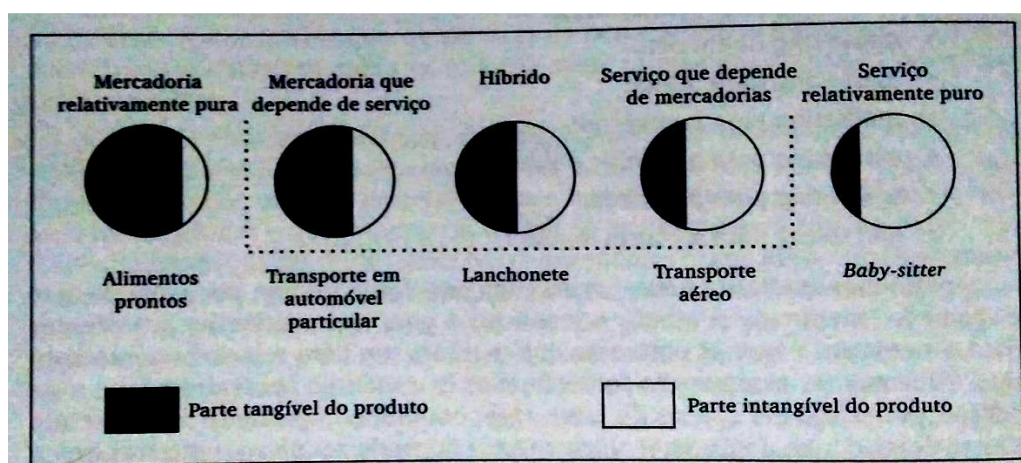 Mercadoria
relativamente pura
Mercadoria que
depende de serviço
Híbrido
Serviço que depende
de mercadorias
Serviço
relativamente puro
Alimentos
prontos
Transporte em
automóvel
particular
Lanchonete
Transporte
aéreo
Baby-sitter
Parte tangível do produto
Parte intangível do produto